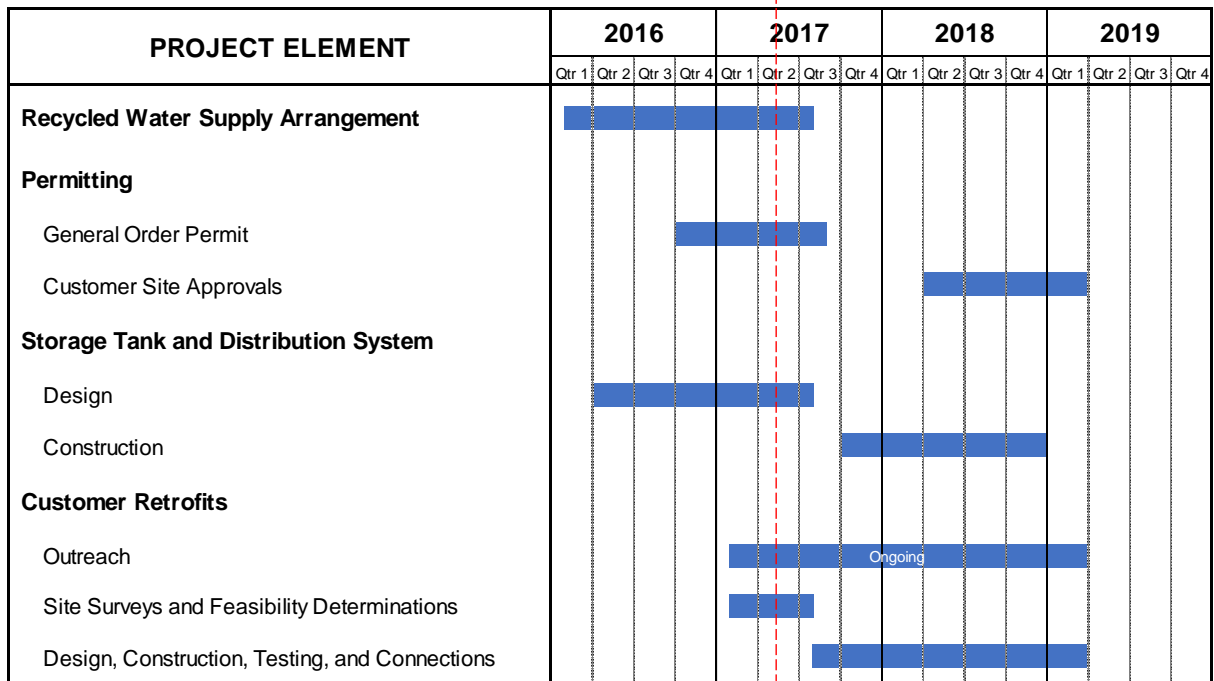 PROJECT ELEMENT
2016 2017 2018 2019
Qtr 1 Qtr 2 Qtr 3 Qtr 4 Qtr 1 Qtr 2 Qtr 3 Qtr 4 Qtr 1 Qtr 2 Qtr 3 Qtr 4 Qtr 1 Qtr 2 Qtr 3 Qtr 4
Recycled Water Supply Arrangement
Permitting
General Order Permit
Customer Site Approvals
Storage Tank and Distribution System
Design
Construction
Customer Retrofits
Outreach
Ongoing
Site Surveys and Feasibility Determinations
Design, Construction, Testing, and Connections